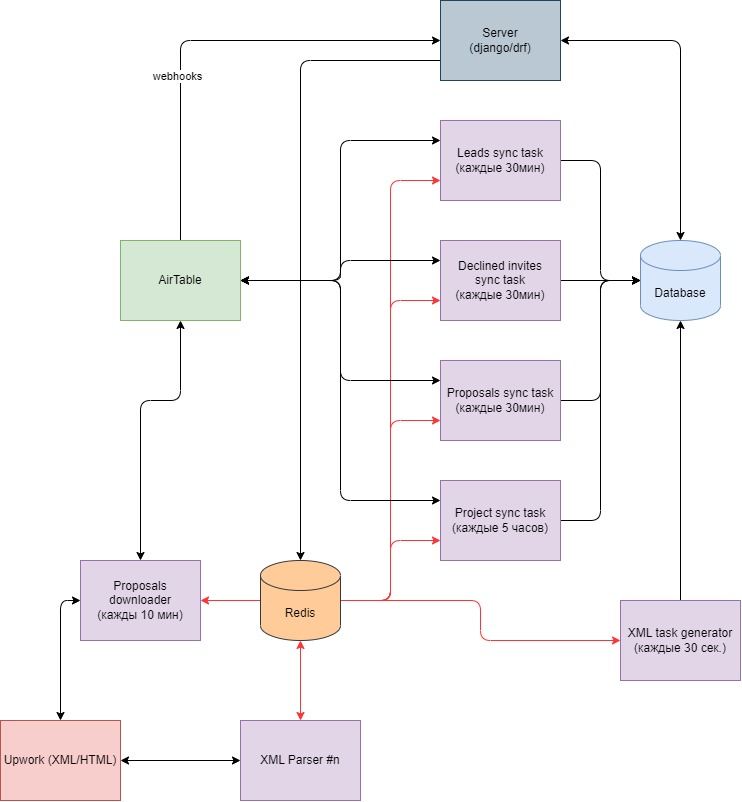 Server
(django/drf)
webhooks
Leads sync task
(каждые 30мин)
AirTable
Declined invites
sync task
(каждые 30мин)
Database
Proposals sync task
(каждые 30мин)
Project sync task
(каждые 5 часов)
Proposals
downloader
(кажды 10 мин)
Redis
XML task generator
(каждые 30 сек.)
Upwork (XML/HTML)
XML Parser #n